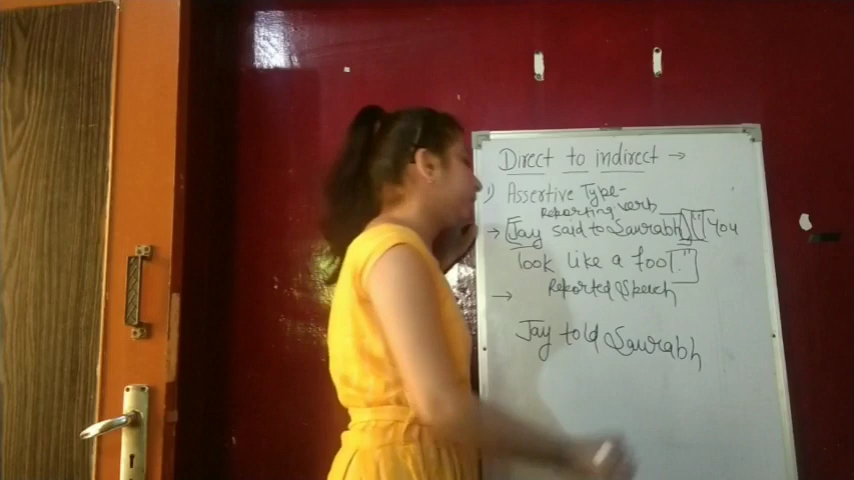 Direct to indirect →
1) Assertive Type-
Reporting verb
→ [Jay said to Saurabh] ["You
look like a fool."]
→ Reported Speech
Jay told Saurabh